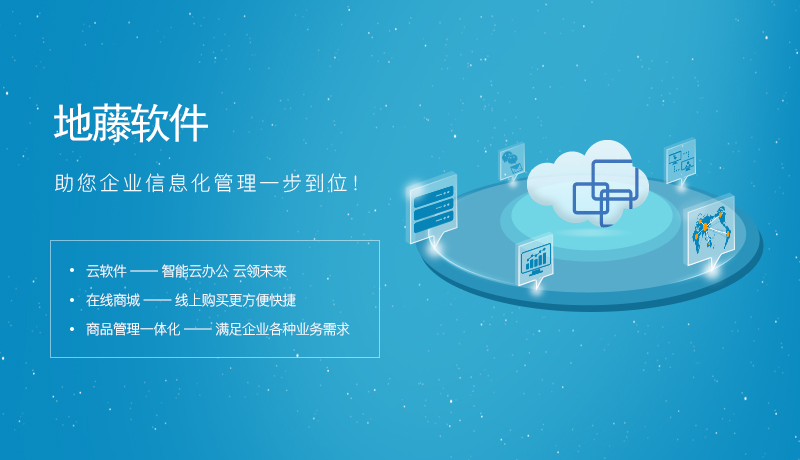 地藤软件
助您企业信息化管理一步到位！
• 云软件 —— 智能云办公 云领未来
• 在线商城 —— 线上购买更方便快捷
• 商品管理一体化 —— 满足企业各种业务需求